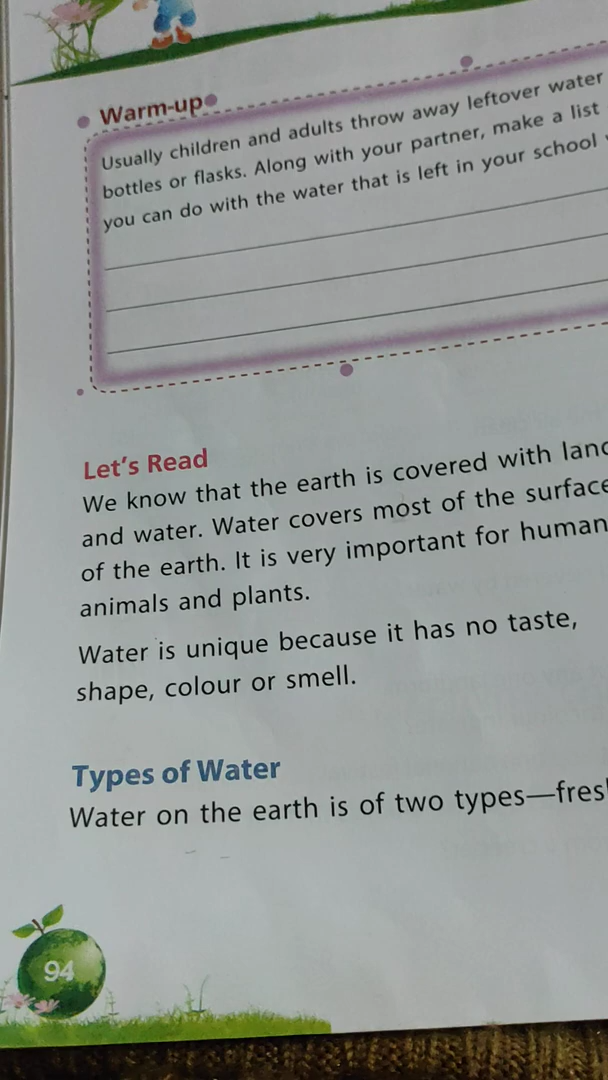 Warm-up
Usually children and adults throw away leftover water
bottles or flasks. Along with your partner, make a list
you can do with the water that is left in your school
Let's Read
We know that the earth is covered with
and water. Water covers most of the surface
of the earth. It is very important for human
animals and plants.
Water is unique because it has no taste,
shape, colour or smell.
Types of Water
Water on the earth is of two types—
94